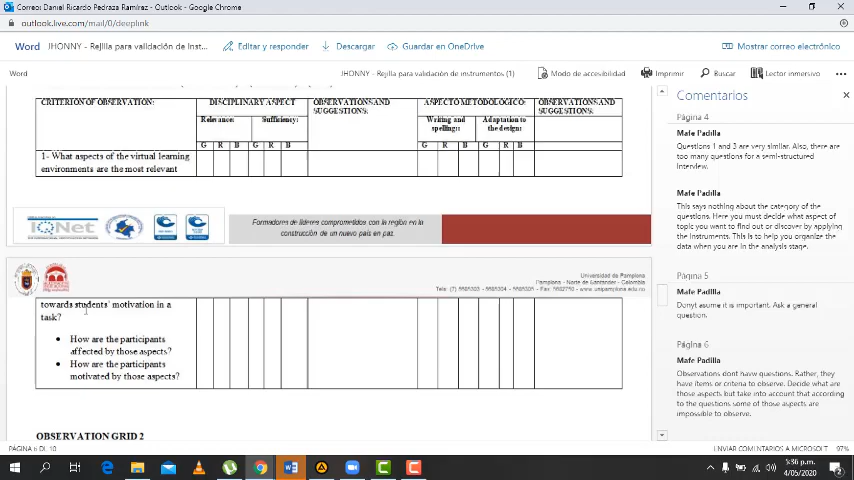 Correo: Daniel Ricardo Pedraza Ramírez - Outlook - Google Chrome
outlook.live.com/mail/0/deeplink
Word
JHONNY - Rejilla para validación de Inst...
Editar y responder
Descargar
Guardar en OneDrive
Mostrar correo electrónico
Word
JHONNY - Rejilla para validación de instrumentos (1)
Modo de accesibilidad
Imprimir
Buscar
Lector inmersivo
CRITERION OF OBSERVATION:
DISCIPLINARY ASPECT
OBSERVATIONS AND SUGGESTIONS:
ASPECTO METODOLOGICO:
OBSERVATIONS AND SUGGESTIONS:
Relevance:
Sufficiency:
Writing and spelling:
Adaptation to the design:
G R B G R B
G R B G R B
1- What aspects of the virtual learning
environments are the most relevant
IQNet
Formadores de líderes comprometidos con la región en la
construcción de un nuevo país en paz.
Universidad de Pamplona
Pamplona - Norte de Santander - Colombia
www.unipamplona.edu.co
towards students' motivation in a
task?
• How are the participants
affected by those aspects?
• How are the participants
motivated by those aspects?
OBSERVATION GRID 2
Comentarios
Página 4
Mafe Padilla
Questions 1 and 3 are very similar. Also, there
are too many questions for a semi-structured
interview.
Mafe Padilla
This says nothing about the category of the
questions. Here you must decide what aspect of
topic you want to find out or discover by applying
the instruments. This is to help you organize the
data when you are in the analysis stage.
Página 5
Mafe Padilla
Donyt asume it is important. Ask a general
question.
Página 6
Mafe Padilla
Observations dont havw questions. Rather, they
have items or criteria to observe. Decide what are
those aspects but take into account that according
to the questions some of those aspects are
impossible to observe.
PÁGINA 6 DE 10
ENVIAR COMENTARIOS A MICROSOFT
97%
5:36 p.m.
4/05/2020
2